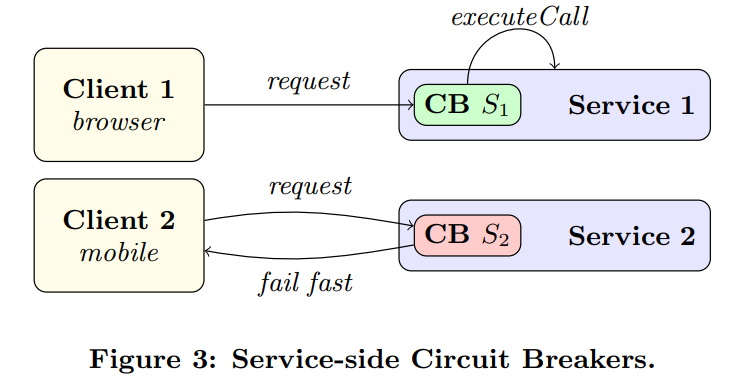 executeCall
Client 1
browser
request
CB S₁
Service 1
Client 2
mobile
request
CB S₂
Service 2
fail fast
Figure 3: Service-side Circuit Breakers.